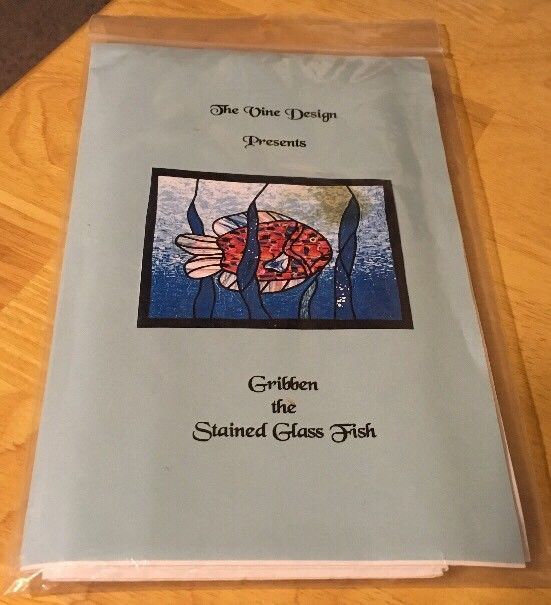 The Vine Design
Presents
Gribben
the
Stained Glass Fish